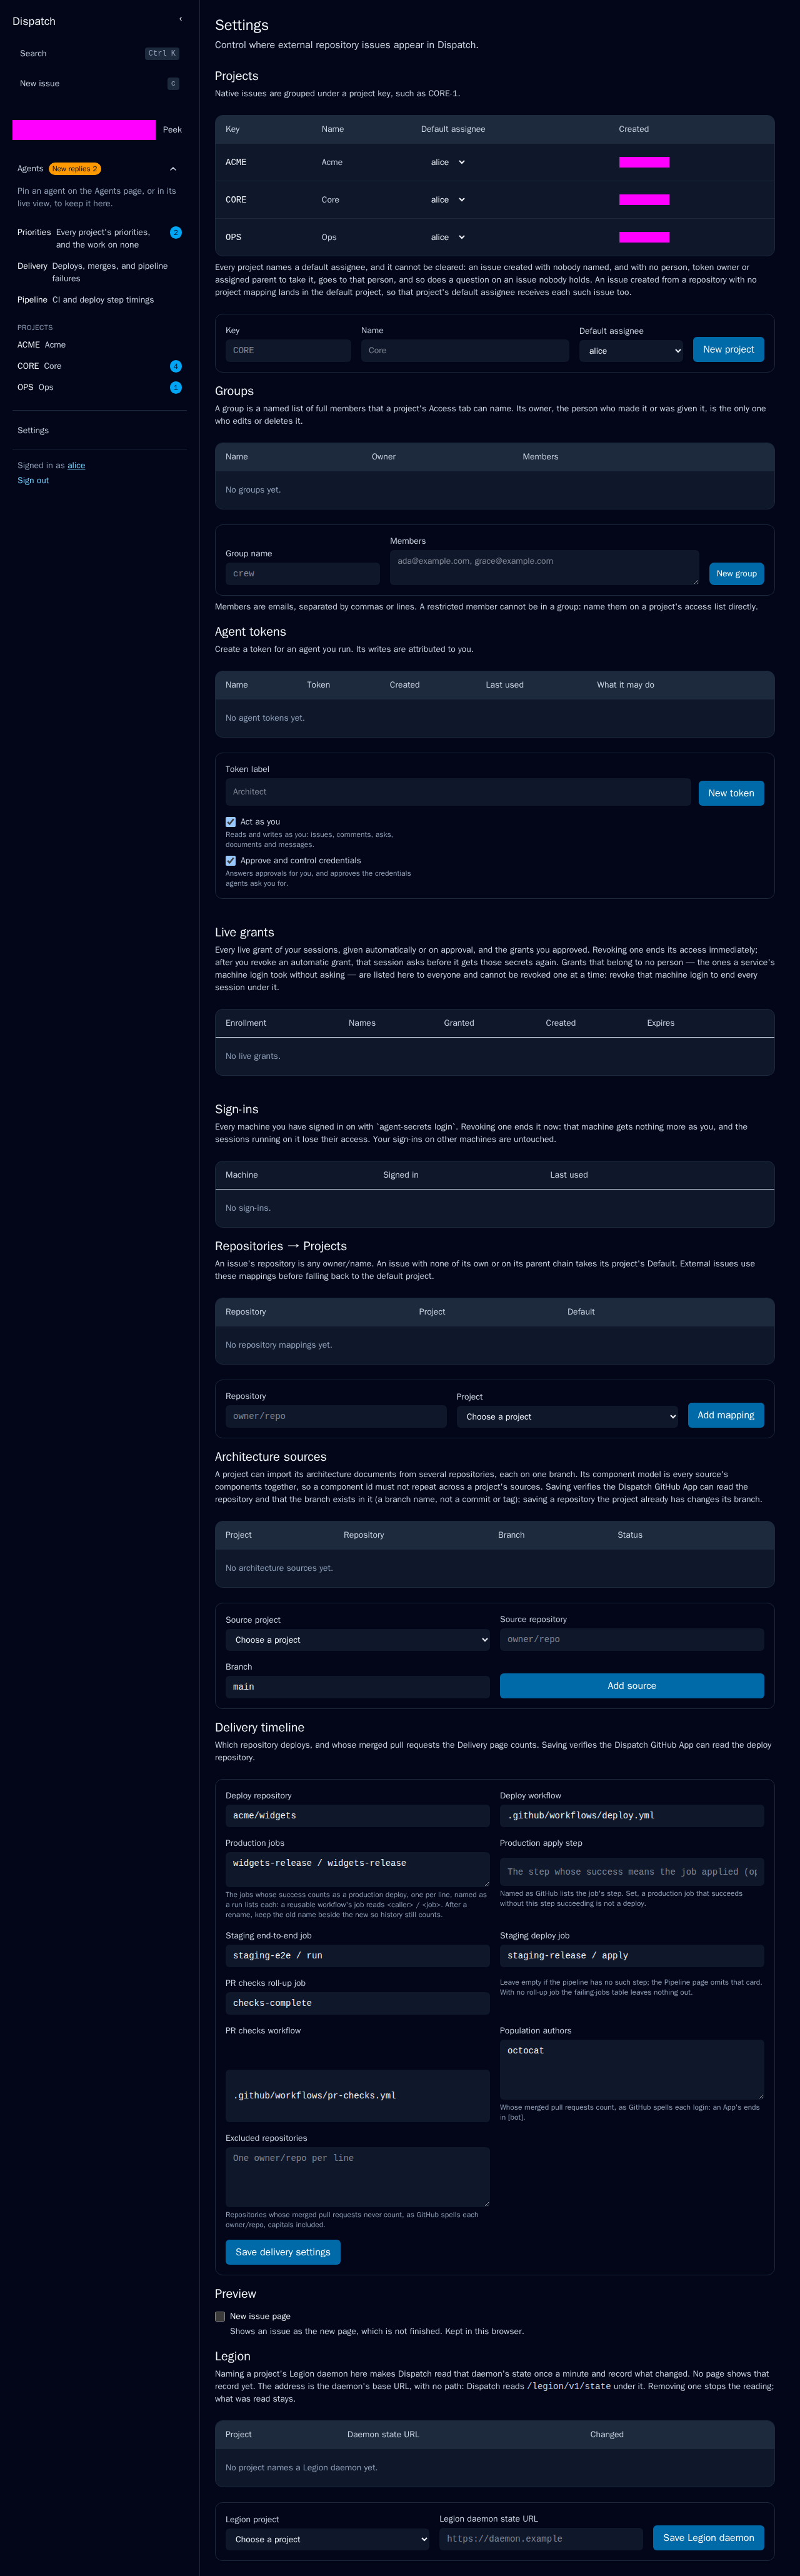 Dispatch
‹
Search
Ctrl K
New issue
c
Peek
Agents
New replies 2
Pin an agent on the Agents page, or in its
live view, to keep it here.
Priorities
Every project's priorities,
and the work on none
2
Delivery
Deploys, merges, and pipeline
failures
Pipeline
CI and deploy step timings
PROJECTS
ACME Acme
CORE Core
4
OPS Ops
1
Settings
Signed in as alice
Sign out
Settings
Control where external repository issues appear in Dispatch.
Projects
Native issues are grouped under a project key, such as CORE-1.
Key
Name
Default assignee
Created
ACME
Acme
alice
CORE
Core
alice
OPS
Ops
alice
Every project names a default assignee, and it cannot be cleared: an issue created with nobody named, and with no person, token owner or
assigned parent to take it, goes to that person, and so does a question on an issue nobody holds. An issue created from a repository with no
project mapping lands in the default project, so that project's default assignee receives each such issue too.
Key
Name
Default assignee
CORE
Core
alice
New project
Groups
A group is a named list of full members that a project's Access tab can name. Its owner, the person who made it or was given it, is the only one
who edits or deletes it.
Name
Owner
Members
No groups yet.
Group name
Members
crew
ada@example.com, grace@example.com
New group
Members are emails, separated by commas or lines. A restricted member cannot be in a group: name them on a project's access list directly.
Agent tokens
Create a token for an agent you run. Its writes are attributed to you.
Name
Token
Created
Last used
What it may do
No agent tokens yet.
Token label
Architect
New token
Act as you
Reads and writes as you: issues, comments, asks,
documents and messages.
Approve and control credentials
Answers approvals for you, and approves the credentials
agents ask you for.
Live grants
Every live grant of your sessions, given automatically or on approval, and the grants you approved. Revoking one ends its access immediately;
after you revoke an automatic grant, that session asks before it gets those secrets again. Grants that belong to no person — the ones a service's
machine login took without asking — are listed here to everyone and cannot be revoked one at a time: revoke that machine login to end every
session under it.
Enrollment
Names
Granted
Created
Expires
No live grants.
Sign-ins
Every machine you have signed in on with `agent-secrets login`. Revoking one ends it now: that machine gets nothing more as you, and the
sessions running on it lose their access. Your sign-ins on other machines are untouched.
Machine
Signed in
Last used
No sign-ins.
Repositories → Projects
An issue's repository is any owner/name. An issue with none of its own or on its parent chain takes its project's Default. External issues use
these mappings before falling back to the default project.
Repository
Project
Default
No repository mappings yet.
Repository
Project
owner/repo
Choose a project
Add mapping
Architecture sources
A project can import its architecture documents from several repositories, each on one branch. Its component model is every source's
components together, so a component id must not repeat across a project's sources. Saving verifies the Dispatch GitHub App can read the
repository and that the branch exists in it (a branch name, not a commit or tag); saving a repository the project already has changes its branch.
Project
Repository
Branch
Status
No architecture sources yet.
Source project
Source repository
Choose a project
owner/repo
Branch
main
Add source
Delivery timeline
Which repository deploys, and whose merged pull requests the Delivery page counts. Saving verifies the Dispatch GitHub App can read the deploy
repository.
Deploy repository
Deploy workflow
acme/widgets
.github/workflows/deploy.yml
Production jobs
Production apply step
widgets-release / widgets-release
The step whose success means the job applied (op
The jobs whose success counts as a production deploy, one per line, named as
a run lists each: a reusable workflow's job reads <caller> / <job>. After a
rename, keep the old name beside the new so history still counts.
Named as GitHub lists the job's step. Set, a production job that succeeds
without this step succeeding is not a deploy.
Staging end-to-end job
Staging deploy job
staging-e2e / run
staging-release / apply
PR checks roll-up job
checks-complete
Leave empty if the pipeline has no such step; the Pipeline page omits that card.
With no roll-up job the failing-jobs table leaves nothing out.
PR checks workflow
Population authors
.github/workflows/pr-checks.yml
octocat
Whose merged pull requests count, as GitHub spells each login: an App's ends
in [bot].
Excluded repositories
One owner/repo per line
Repositories whose merged pull requests never count, as GitHub spells each
owner/repo, capitals included.
Save delivery settings
Preview
New issue page
Shows an issue as the new page, which is not finished. Kept in this browser.
Legion
Naming a project's Legion daemon here makes Dispatch read that daemon's state once a minute and record what changed. No page shows that
record yet. The address is the daemon's base URL, with no path: Dispatch reads /legion/v1/state under it. Removing one stops the reading;
what was read stays.
Project
Daemon state URL
Changed
No project names a Legion daemon yet.
Legion project
Legion daemon state URL
Choose a project
https://daemon.example
Save Legion daemon